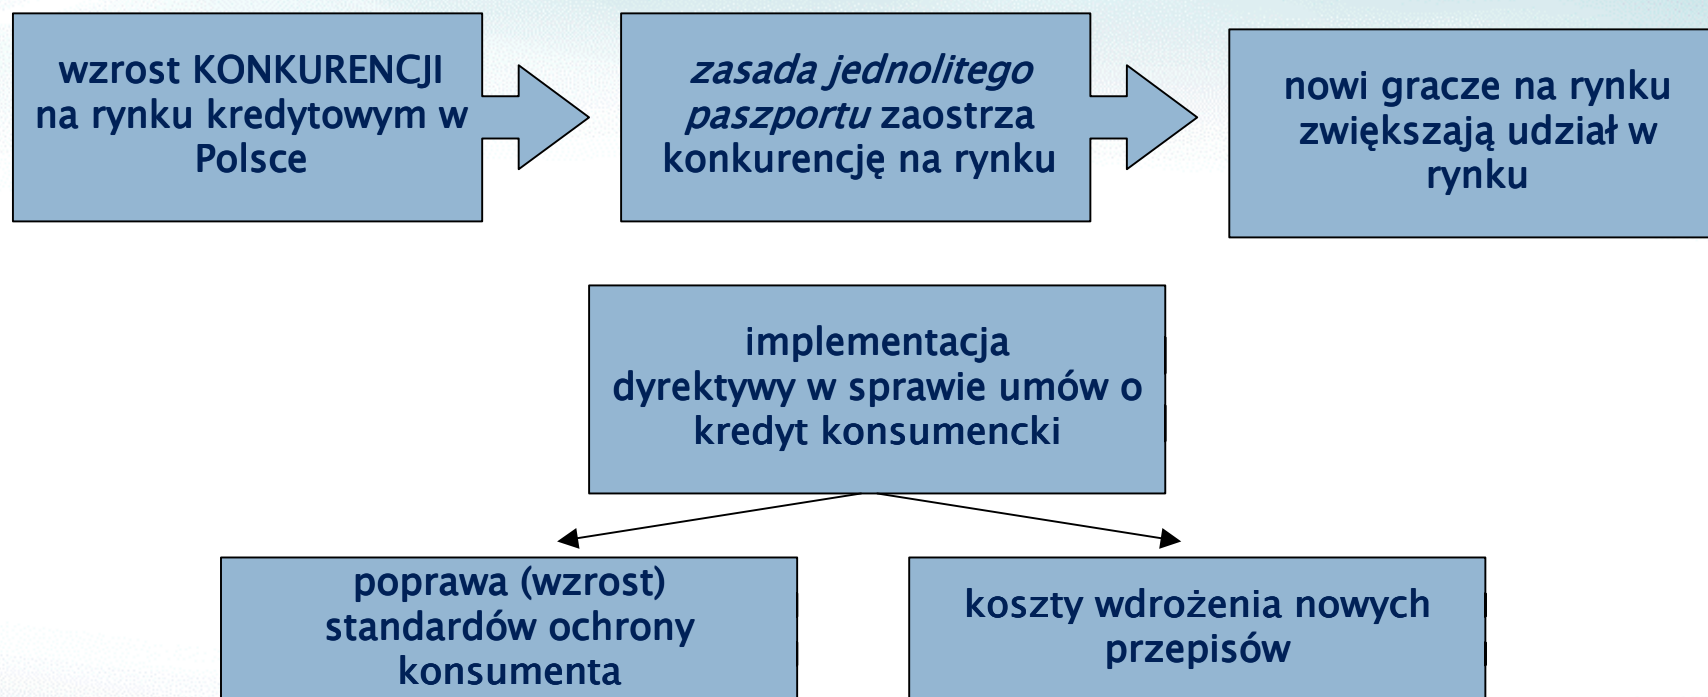 wzrost KONKURENCJI
na rynku kredytowym w
Polsce
zasada jednolitego
paszportu zaostrza
konkurencję na rynku
nowi gracze na rynku
zwiększają udział w
rynku
implementacja
dyrektywy w sprawie umów o
kredyt konsumencki
poprawa (wzrost)
standardów ochrony
konsumenta
koszty wdrożenia nowych
przepisów